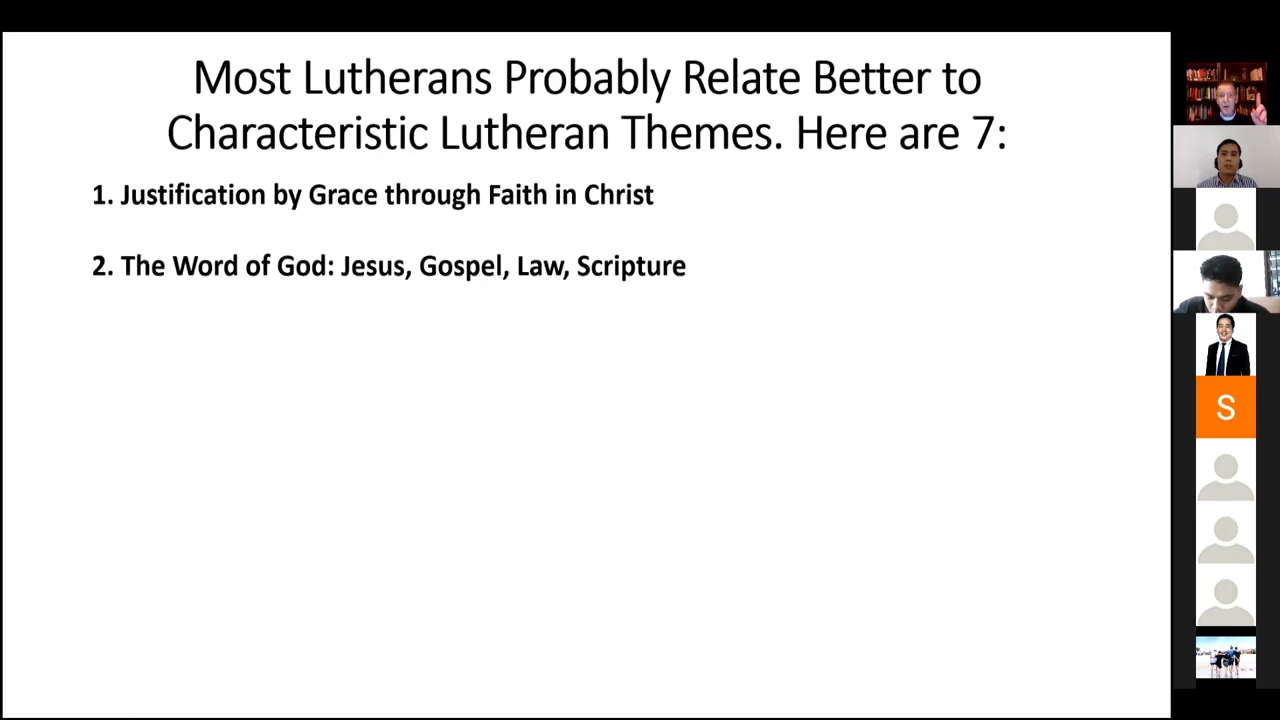 Most Lutherans Probably Relate Better to
Characteristic Lutheran Themes. Here are 7:
1. Justification by Grace through Faith in Christ
2. The Word of God: Jesus, Gospel, Law, Scripture
S